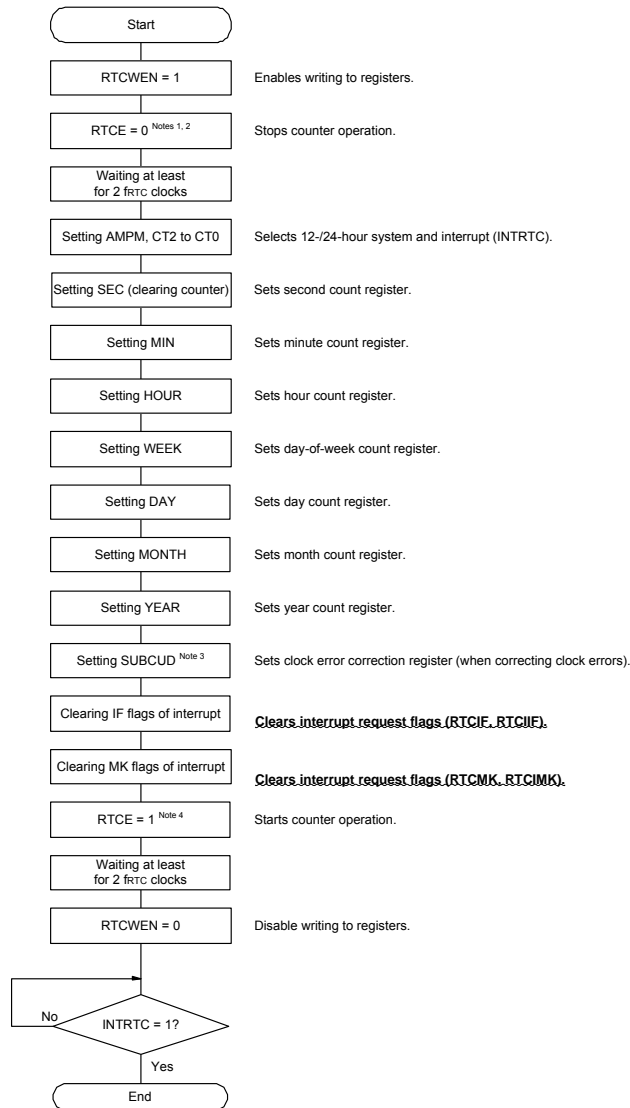 Start
RTCWEN = 1 Enables writing to registers.
RTCE = 0 Notes 1, 2 Stops counter operation.
Waiting at least
for 2 fRTC clocks
Setting AMPM, CT2 to CT0 Selects 12-/24-hour system and interrupt (INTRTC).
Setting SEC (clearing counter) Sets second count register.
Setting MIN Sets minute count register.
Setting HOUR Sets hour count register.
Setting WEEK Sets day-of-week count register.
Setting DAY Sets day count register.
Setting MONTH Sets month count register.
Setting YEAR Sets year count register.
Setting SUBCUD Note 3 Sets clock error correction register (when correcting clock errors).
Clearing IF flags of interrupt Clears interrupt request flags (RTCIF, RTCIIF).
Clearing MK flags of interrupt Clears interrupt request flags (RTCMK, RTCIMK).
RTCE = 1 Note 4 Starts counter operation.
Waiting at least
for 2 fRTC clocks
RTCWEN = 0 Disable writing to registers.
No
INTRTC = 1?
Yes
End